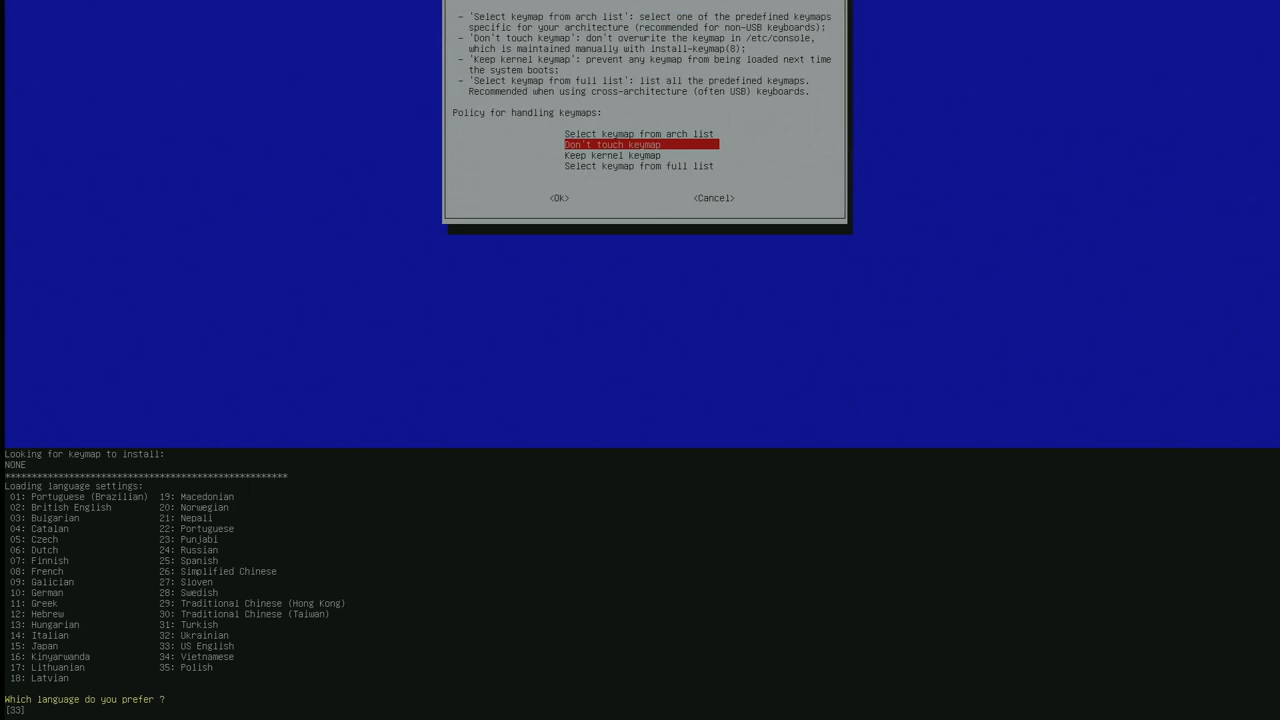 - 'Select keymap from arch list': select one of the predefined keymaps
specific for your architecture (recommended for non-USB keyboards);
- 'Don't touch keymap': don't overwrite the keymap in /etc/console,
which is maintained manually with install-keymap(8);
- 'Keep kernel keymap': prevent any keymap from being loaded next time
the system boots;
- 'Select keymap from full list': list all the predefined keymaps.
Recommended when using cross-architecture (often USB) keyboards.
Policy for handling keymaps:
Select keymap from arch list
Don't touch keymap
Keep kernel keymap
Select keymap from full list
<Ok> <Cancel>
Looking for keymap to install:
NONE
*****************************************************
Loading language settings:
01: Portuguese (Brazilian) 19: Macedonian
02: British English 20: Norwegian
03: Bulgarian 21: Nepali
04: Catalan 22: Portuguese
05: Czech 23: Punjabi
06: Dutch 24: Russian
07: Finnish 25: Spanish
08: French 26: Simplified Chinese
09: Galician 27: Sloven
10: German 28: Swedish
11: Greek 29: Traditional Chinese (Hong Kong)
12: Hebrew 30: Traditional Chinese (Taiwan)
13: Hungarian 31: Turkish
14: Italian 32: Ukrainian
15: Japan 33: US English
16: Kinyarwanda 34: Vietnamese
17: Lithuanian 35: Polish
18: Latvian
Which language do you prefer ?
[33]